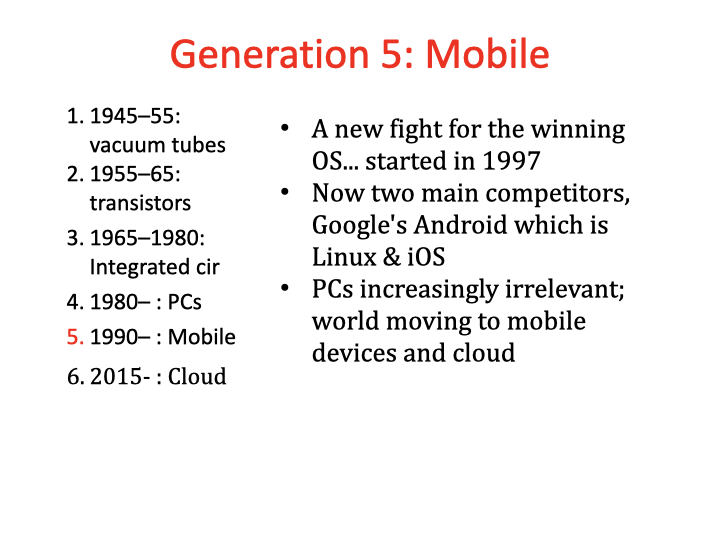 Generation 5: Mobile
1. 1945–55:
vacuum tubes
2. 1955–65:
transistors
3. 1965–1980:
Integrated cir
4. 1980– : PCs
5. 1990– : Mobile
6. 2015- : Cloud
• A new fight for the winning
OS... started in 1997
• Now two main competitors,
Google's Android which is
Linux & iOS
• PCs increasingly irrelevant;
world moving to mobile
devices and cloud